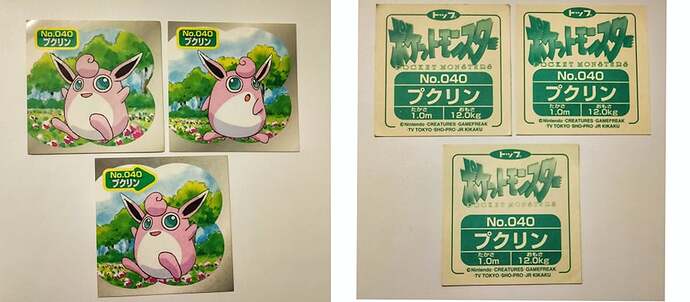 No.040
プクリン
No.040
プクリン
No.040
プクリン
トップ
ポケットモンスター
POCKET MONSTERS
No.040
プクリン
たかさ おもさ
1.0m 12.0kg
©Nintendo·CREATURES·GAMEFREAK
·TV TOKYO·SHO-PRO·JR KIKAKU
トップ
ポケットモンスター
POCKET MONSTERS
No.040
プクリン
たかさ おもさ
1.0m 12.0kg
©Nintendo·CREATURES·GAMEFREAK
·TV TOKYO·SHO-PRO·JR KIKAKU
トップ
ポケットモンスター
POCKET MONSTERS
No.040
プクリン
たかさ おもさ
1.0m 12.0kg
©Nintendo·CREATURES·GAMEFREAK
·TV TOKYO·SHO-PRO·JR KIKAKU